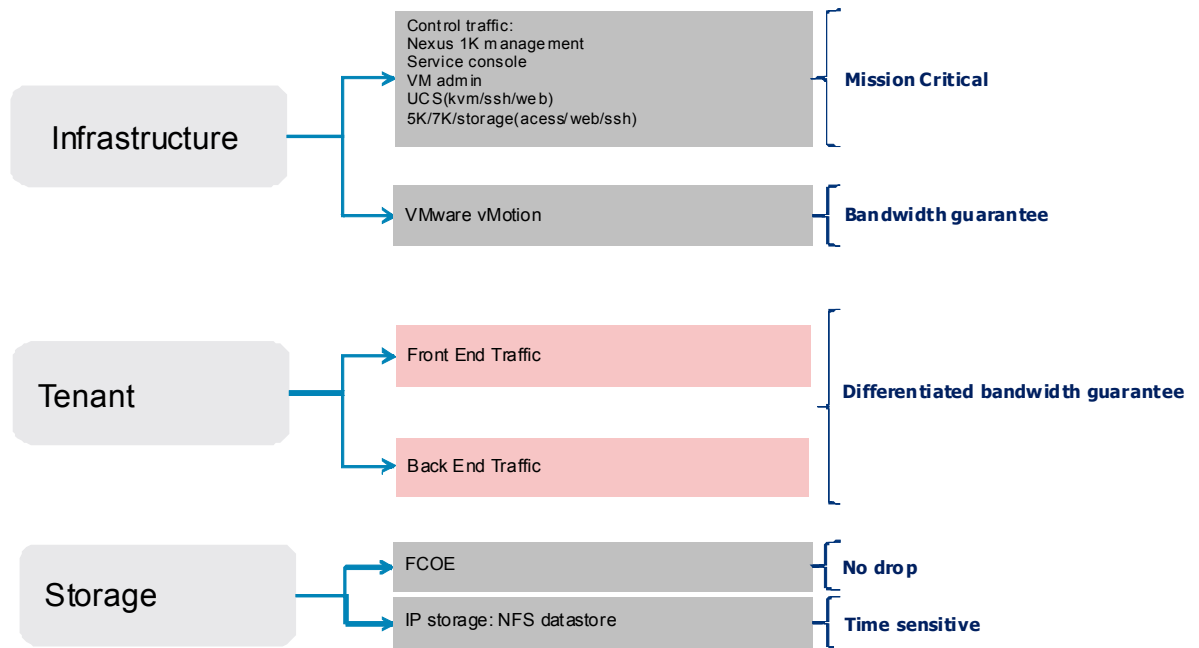 Infrastructure
Control traffic:
Nexus 1K management
Service console
VM admin
UCS(kvm/ssh/web)
5K/7K/storage(acess/web/ssh)
Mission Critical
VMware vMotion
Bandwidth guarantee
Tenant
Front End Traffic
Back End Traffic
Differentiated bandwidth guarantee
Storage
FCOE
No drop
IP storage: NFS datastore
Time sensitive